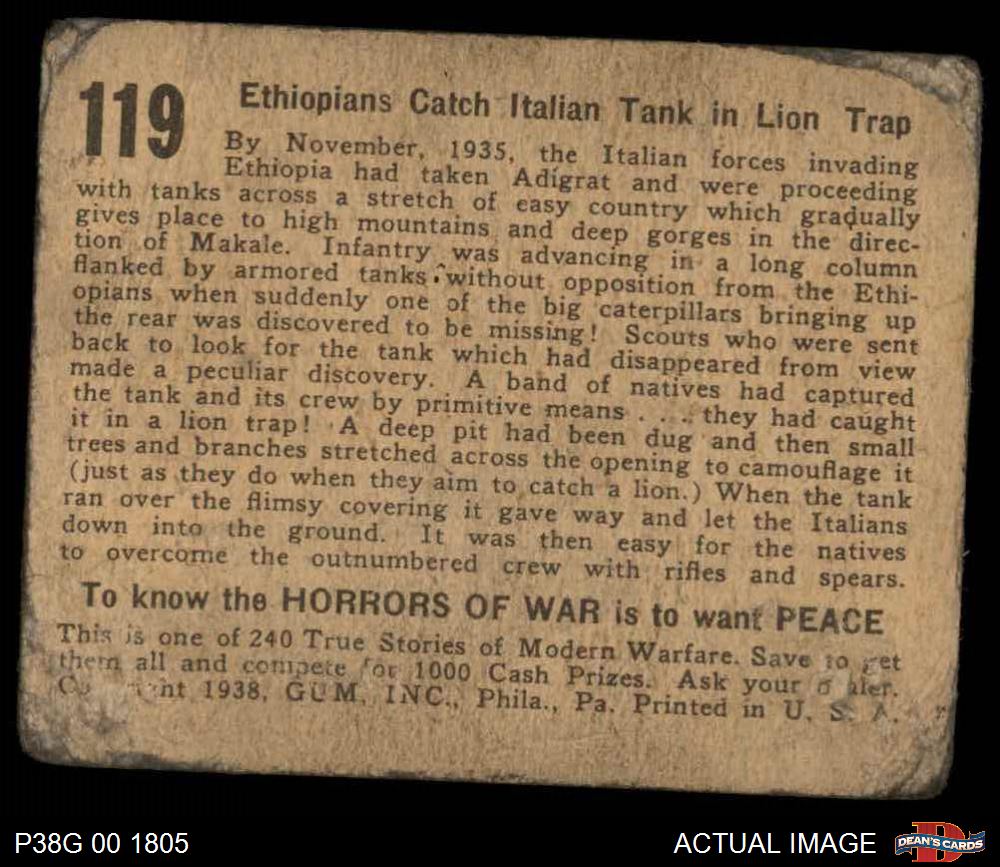 119
Ethiopians Catch Italian Tank in Lion Trap
By November, 1935, the Italian forces invading
Ethiopia had taken Adigrat and were proceeding
with tanks across a stretch of easy country which gradually
gives place to high mountains and deep gorges in the direc-
tion of Makale. Infantry was advancing in a long column
flanked by armored tanks without opposition from the Ethi-
opians when suddenly one of the big caterpillars bringing up
the rear was discovered to be missing! Scouts who were sent
back to look for the tank which had disappeared from view
made a peculiar discovery. A band of natives had captured
the tank and its crew by primitive means . . . they had caught
it in a lion trap! A deep pit had been dug and then small
trees and branches stretched across the opening to camouflage it
(just as they do when they aim to catch a lion.) When the tank
ran over the flimsy covering it gave way and let the Italians
down into the ground. It was then easy for the natives
to overcome the outnumbered crew with rifles and spears.
To know the HORRORS OF WAR is to want PEACE
This is one of 240 True Stories of Modern Warfare. Save to get
them all and compete for 1000 Cash Prizes. Ask your
1938, GUM, INC., Phila., Pa. Printed in U. S. A.
P38G 00 1805
ACTUAL IMAGE
DEAN'S CARDS